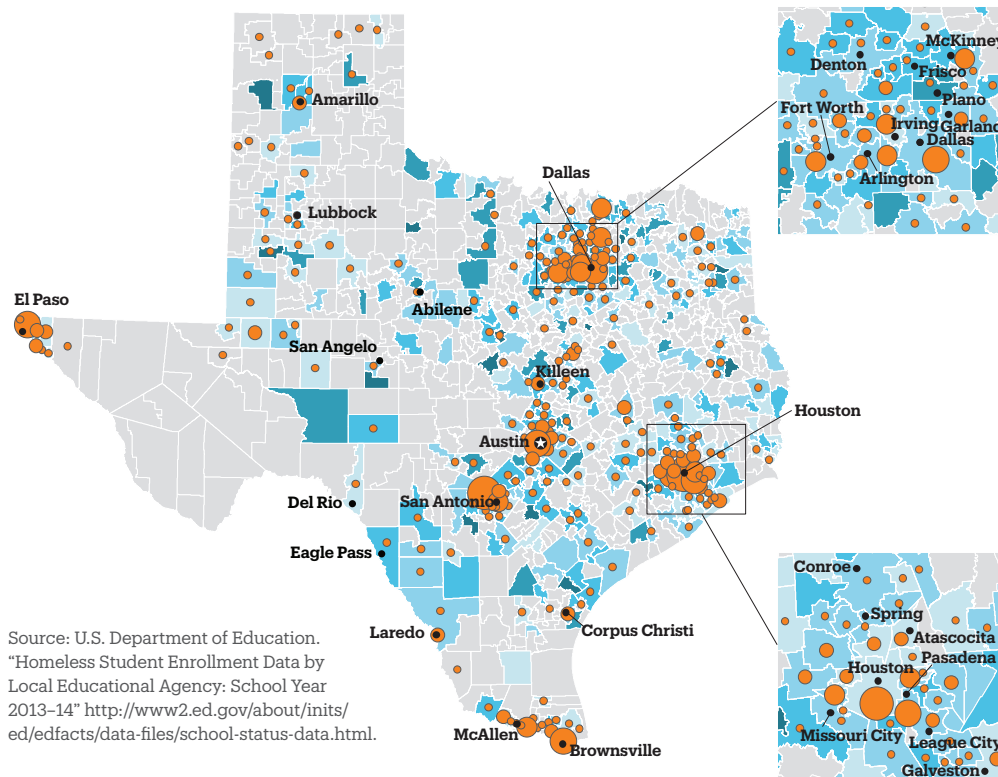 McKinney
Denton
Frisco
Plano
Fort Worth
Irving
Garland
Dallas
Arlington
Amarillo
Dallas
Lubbock
El Paso
Abilene
San Angelo
Killeen
Houston
Austin
Del Rio
San Antonio
Eagle Pass
Conroe
Spring
Atascocita
Houston
Pasadena
Missouri City
League City
Galveston
Laredo
Corpus Christi
McAllen
Brownsville
Source: U.S. Department of Education.
“Homeless Student Enrollment Data by
Local Educational Agency: School Year
2013–14” http://www2.ed.gov/about/inits/
ed/edfacts/data-files/school-status-data.html.